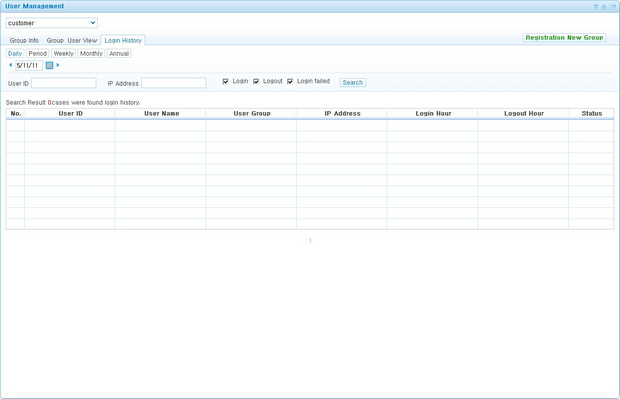 User Management
customer
Group Info Group User View Login History
Registration New Group
Daily Period Weekly Monthly Annual
5/11/11
User ID IP Address Login Logout Login failed Search
Search Result 0cases were found login history.
No. User ID User Name User Group IP Address Login Hour Logout Hour Status
1